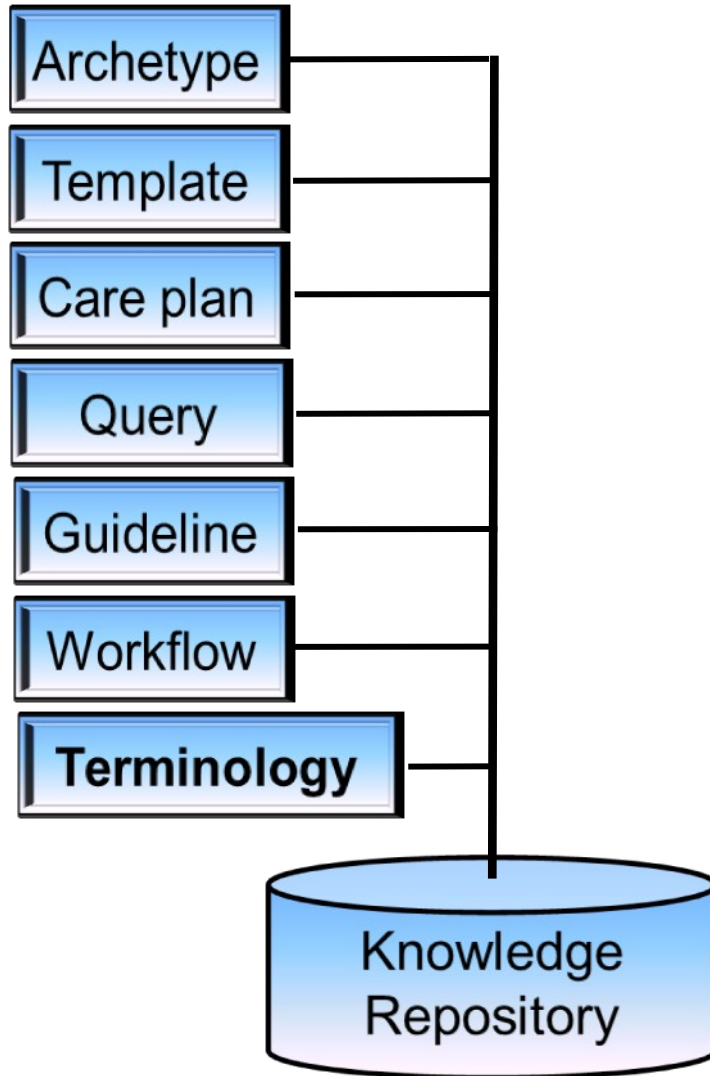 Archetype
Template
Care plan
Query
Guideline
Workflow
Terminology
Knowledge
Repository